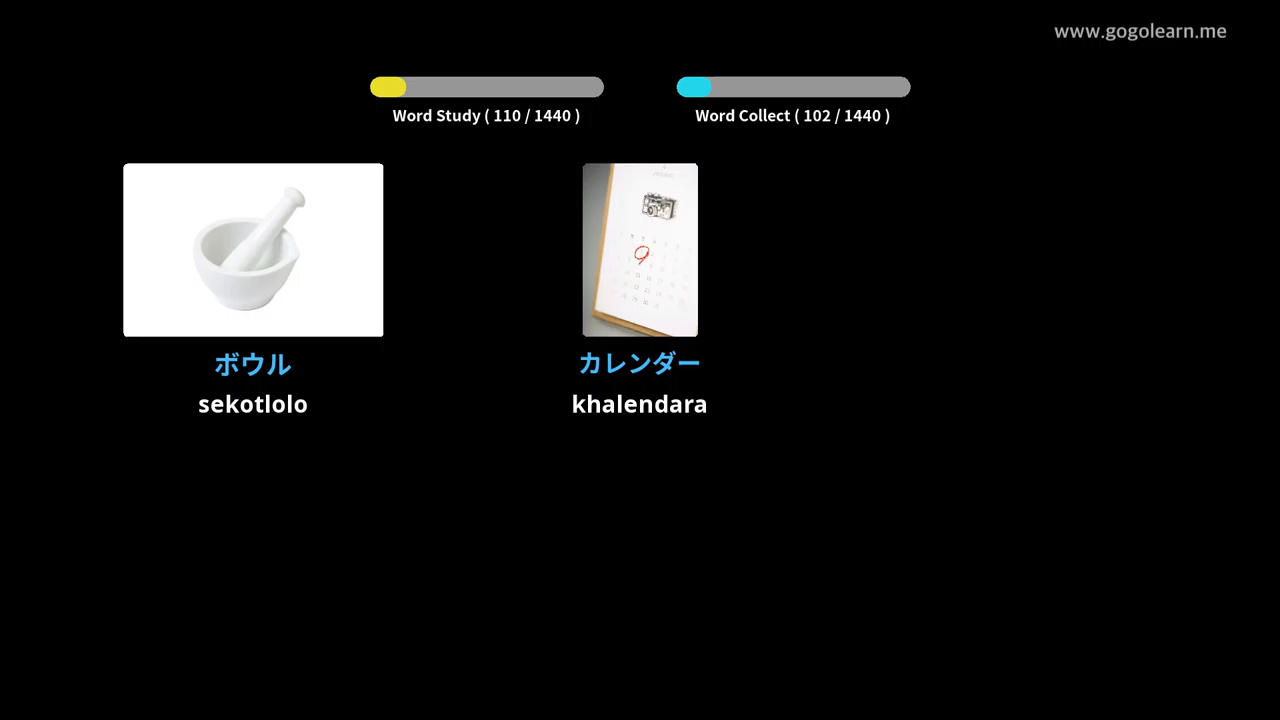 www.gogolearn.me
Word Study ( 110 / 1440 )
Word Collect ( 102 / 1440 )
ボウル
sekotlolo
カレンダー
khalendara
9